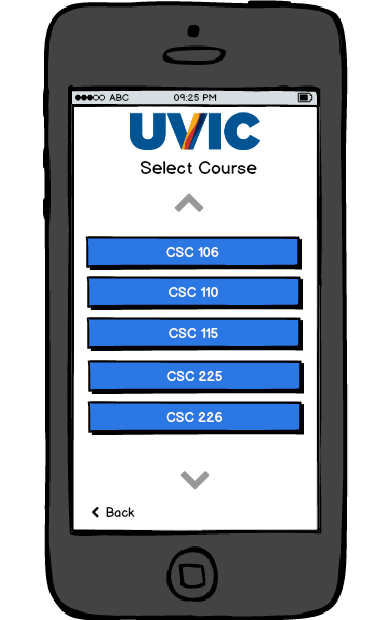 ABC 09:25 PM
UVIC
Select Course
CSC 106
CSC 110
CSC 115
CSC 225
CSC 226
Back